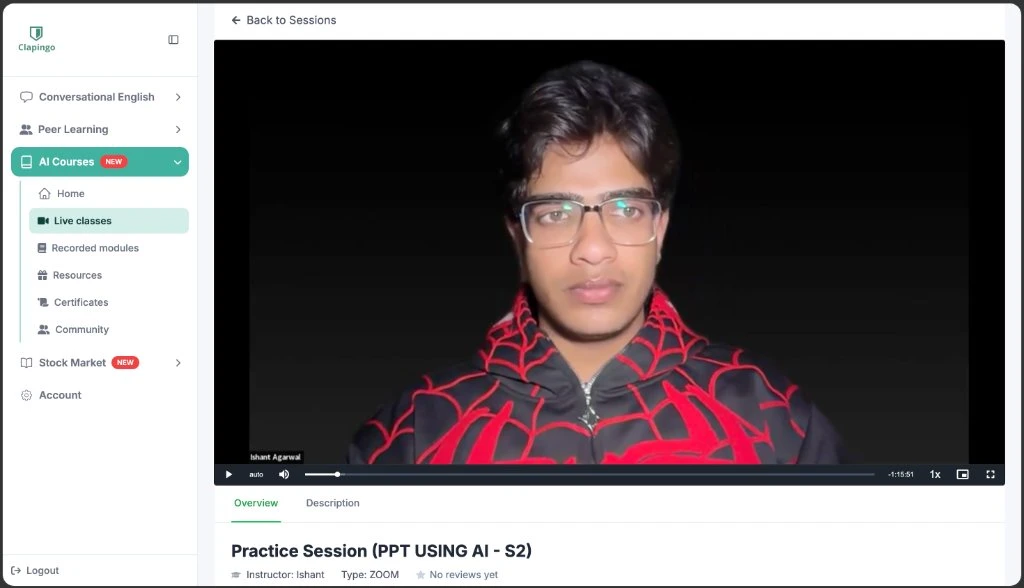 Clapingo
Conversational English
Peer Learning
AI Courses NEW
Home
Live classes
Recorded modules
Resources
Certificates
Community
Stock Market NEW
Account
Logout
Back to Sessions
Ishant Agarwal
auto
-1:15:51
1x
Overview Description
Practice Session (PPT USING AI - S2)
Instructor: Ishant Type: ZOOM No reviews yet